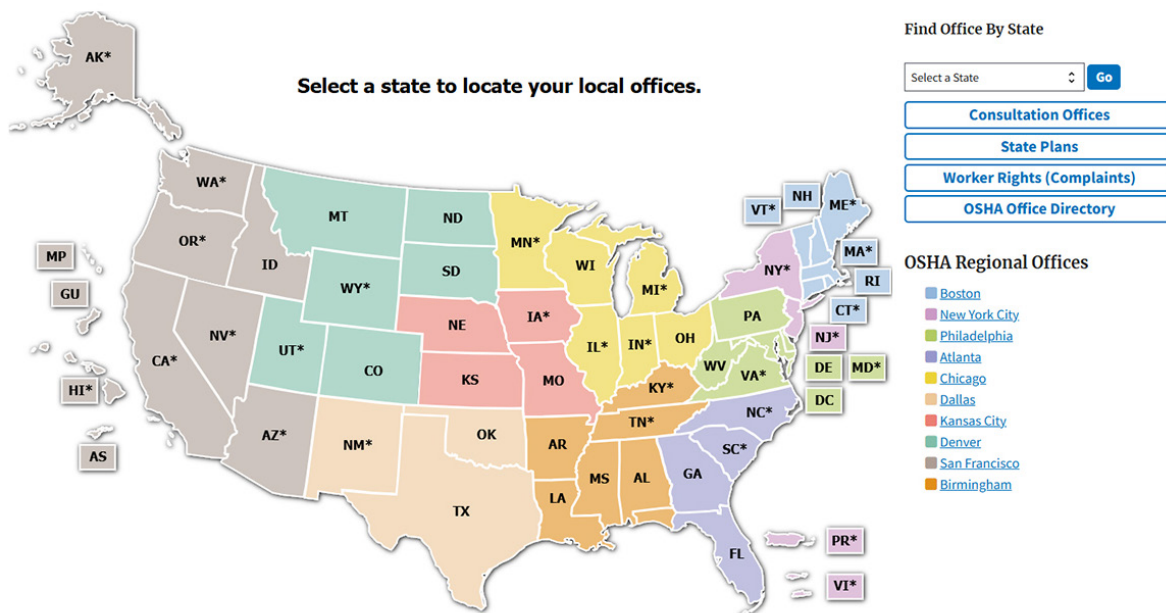 Find Office By State
Select a State
Go
Consultation Offices
State Plans
Worker Rights (Complaints)
OSHA Office Directory
OSHA Regional Offices
Boston
New York City
Philadelphia
Atlanta
Chicago
Dallas
Kansas City
Denver
San Francisco
Birmingham
Select a state to locate your local offices.
AK*
WA*
OR*
ID
MT
ND
SD
WY*
MN*
WI
MI*
NY*
VT*
NH
ME*
MA*
RI
CT*
NJ*
PA
DE
MD*
DC
MP
GU
CA*
NV*
UT*
CO
NE
IA*
KS
MO
IL*
IN*
OH
WV
VA*
KY*
TN*
NC*
SC*
HI*
AS
AZ*
NM*
OK
TX
AR
LA
MS
AL
GA
FL
PR*
VI*